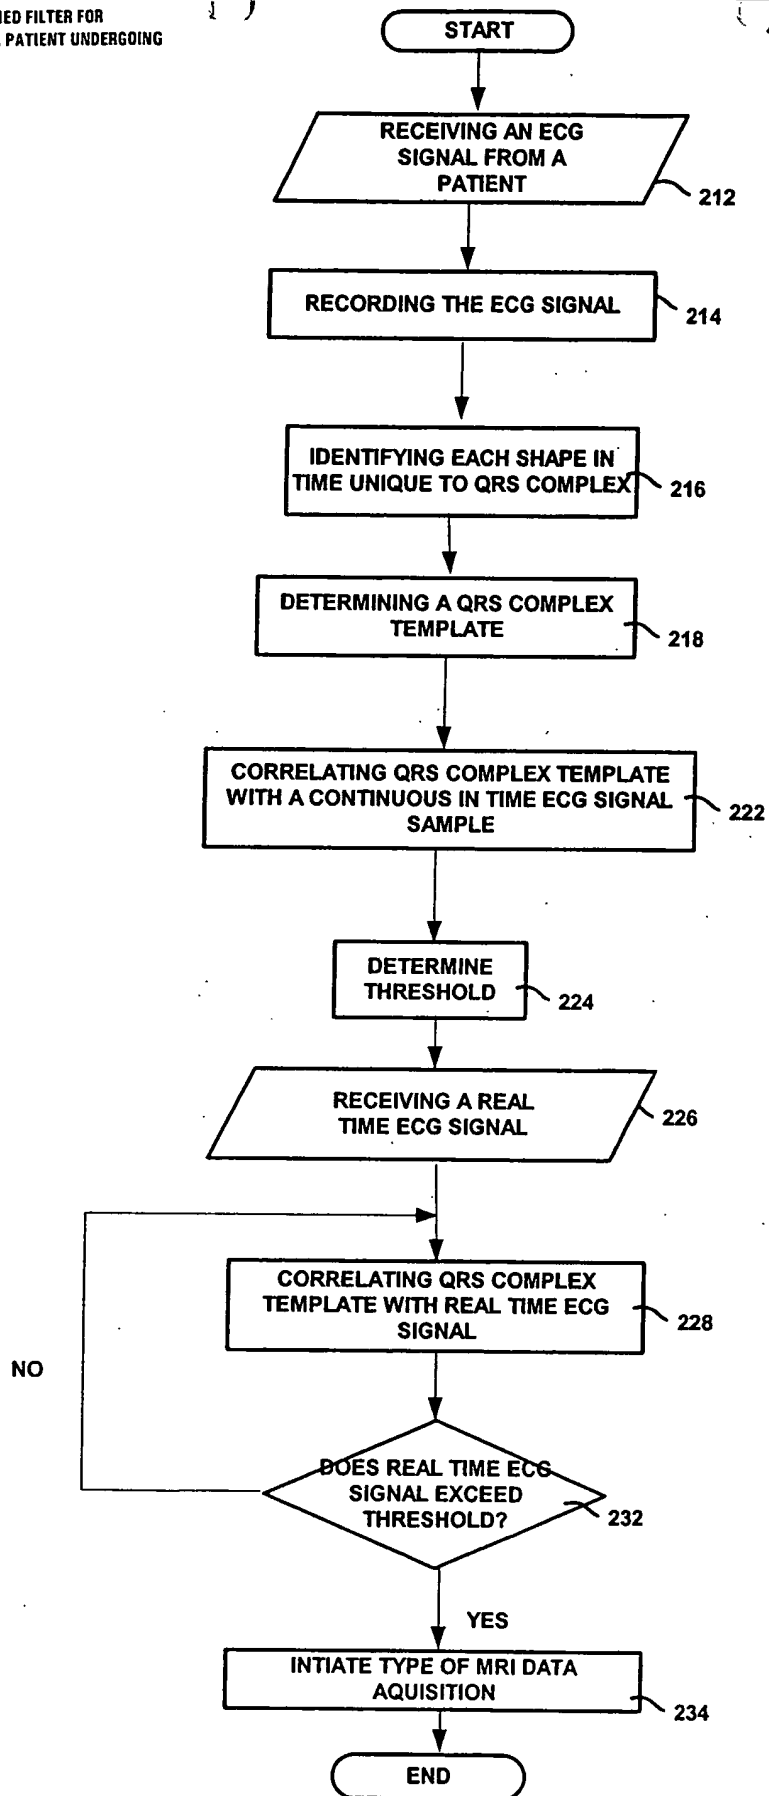 IED FILTER FOR
PATIENT UNDERGOING
START
RECEIVING AN ECG
SIGNAL FROM A
PATIENT
212
RECORDING THE ECG SIGNAL
214
IDENTIFYING EACH SHAPE IN
TIME UNIQUE TO QRS COMPLEX
216
DETERMINING A QRS COMPLEX
TEMPLATE
218
CORRELATING QRS COMPLEX TEMPLATE
WITH A CONTINUOUS IN TIME ECG SIGNAL
SAMPLE
222
DETERMINE
THRESHOLD
224
RECEIVING A REAL
TIME ECG SIGNAL
226
CORRELATING QRS COMPLEX
TEMPLATE WITH REAL TIME ECG
SIGNAL
228
NO
DOES REAL TIME ECG
SIGNAL EXCEED
THRESHOLD?
232
YES
INTIATE TYPE OF MRI DATA
AQUISITION
234
END